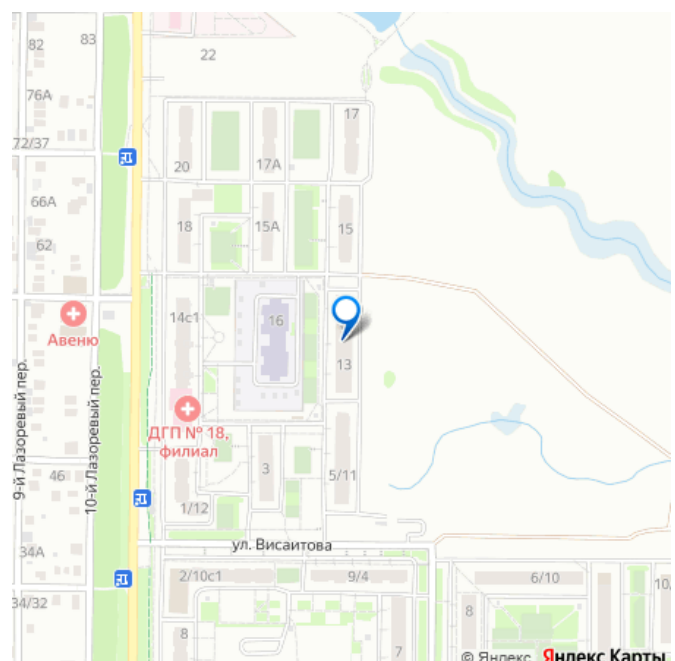 82
83
22
76А
17
72/37
20
17А
66А
18
15А
15
62
14с1
16
Авеню
13
9-й Лазоревый пер.
10-й Лазоревый пер.
ДГП № 18,
филиал
46
3
5/11
1/12
34А
ул. Висаитова
2/10с1
9/4
6/10
10,
34/32
8
8
7
© Яндекс Яндекс Карты